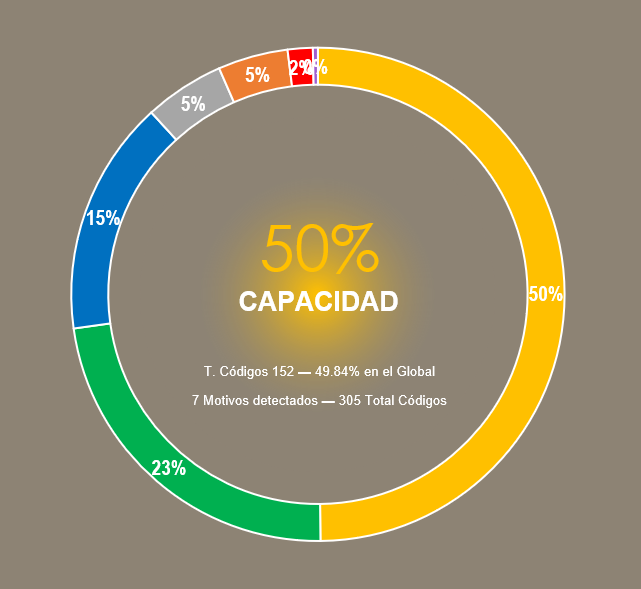 2%
0%
5%
5%
15%
50%
CAPACIDAD
50%
T. Códigos 152 — 49.84% en el Global
7 Motivos detectados — 305 Total Códigos
23%